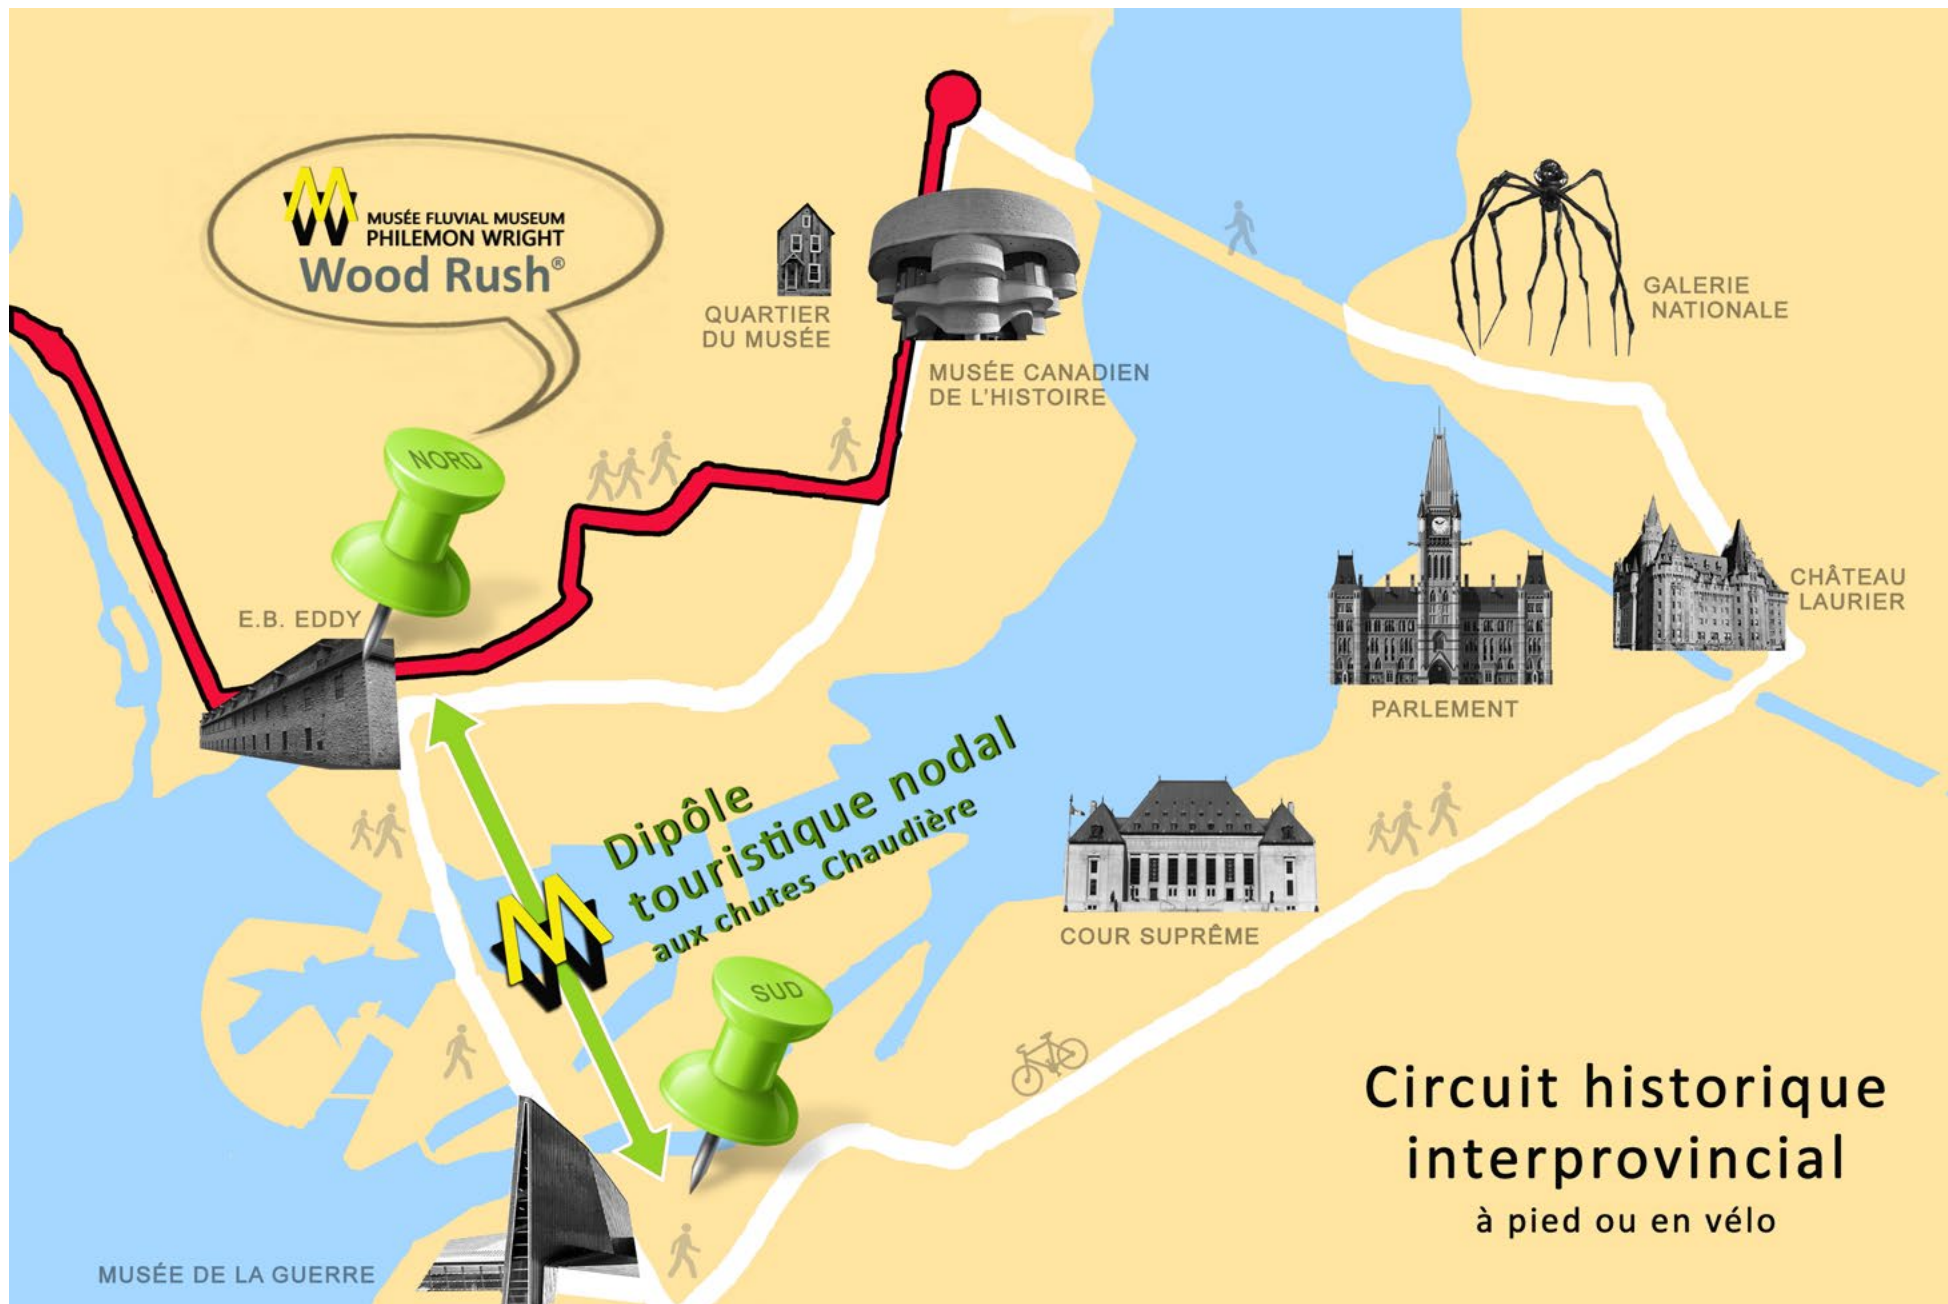 MUSÉE FLUVIAL MUSEUM
PHILEMON WRIGHT
Wood Rush®
QUARTIER
DU MUSÉE
MUSÉE CANADIEN
DE L'HISTOIRE
GALERIE
NATIONALE
NORD
E.B. EDDY
CHÂTEAU
LAURIER
PARLEMENT
Dipôle
touristique nodal
aux chutes Chaudière
COUR SUPRÊME
SUD
Circuit historique
interprovincial
à pied ou en vélo
MUSÉE DE LA GUERRE